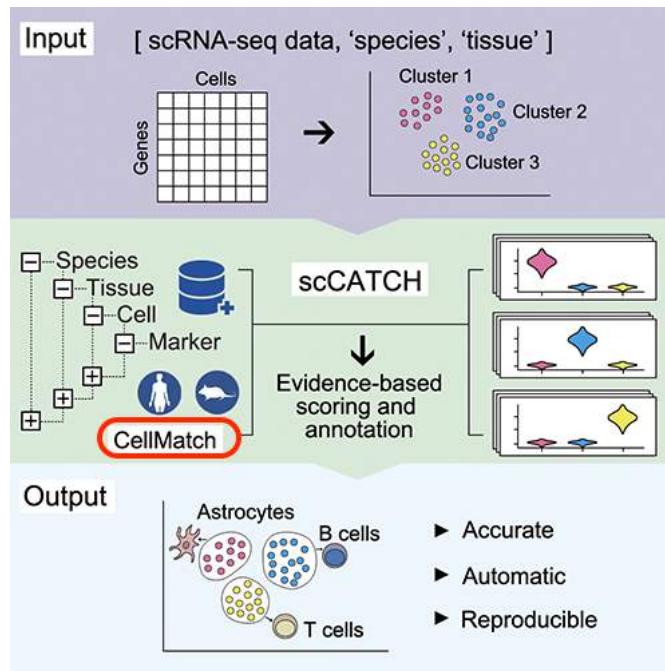 Input
[ scRNA-seq data, ‘species’, ‘tissue’ ]
Cells
Genes
Cluster 1
Cluster 2
Cluster 3
Species
Tissue
Cell
Marker
CellMatch
scCATCH
Evidence-based
scoring and
annotation
Output
Astrocytes
B cells
T cells
► Accurate
► Automatic
► Reproducible